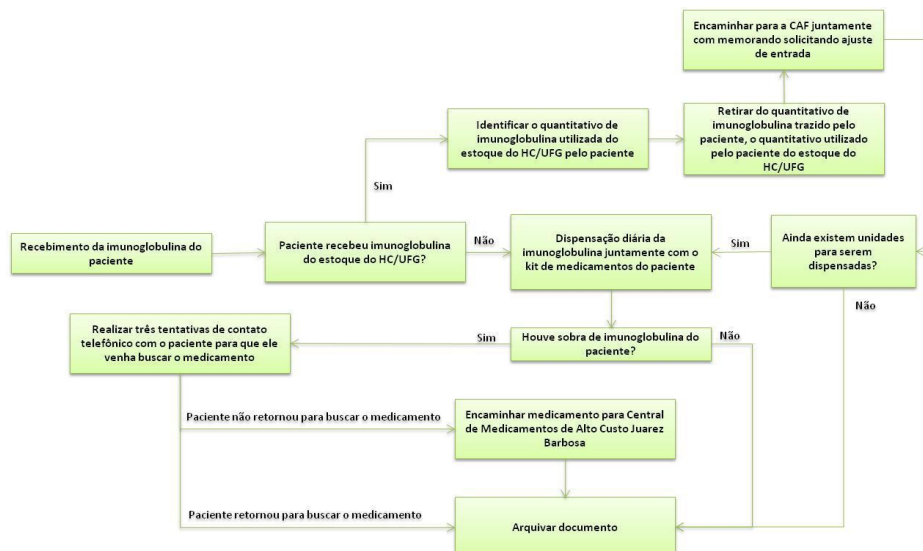 Encaminhar para a CAF juntamente
com memorando solicitando ajuste
de entrada
Identificar o quantitativo de
imunoglobulina utilizada do
estoque do HC/UFG pelo paciente
Retirar do quantitativo de
imunoglobulina trazido pelo
paciente, o quantitativo utilizado
pelo paciente do estoque do
HC/UFG
Sim
Recebimento da imunoglobulina do
paciente
Paciente recebeu imunoglobulina
do estoque do HC/UFG?
Não
Dispensação diária da
imunoglobulina juntamente com o
kit de medicamentos do paciente
Sim
Ainda existem unidades
para serem
dispensadas?
Não
Realizar três tentativas de contato
telefônico com o paciente para que ele
venha buscar o medicamento
Sim
Houve sobra de imunoglobulina do
paciente?
Não
Paciente não retornou para buscar o medicamento
Encaminhar medicamento para Central
de Medicamentos de Alto Custo Juarez
Barbosa
Paciente retornou para buscar o medicamento
Arquivar documento